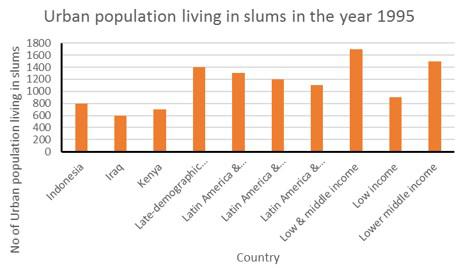 Urban population living in slums in the year 1995
No of Urban population living in slums
1800
1600
1400
1200
1000
800
600
400
200
0
Indonesia
Iraq
Kenya
Late-demographic...
Latin America &...
Latin America &...
Latin America &...
Low & middle income
Low income
Lower middle income
Country